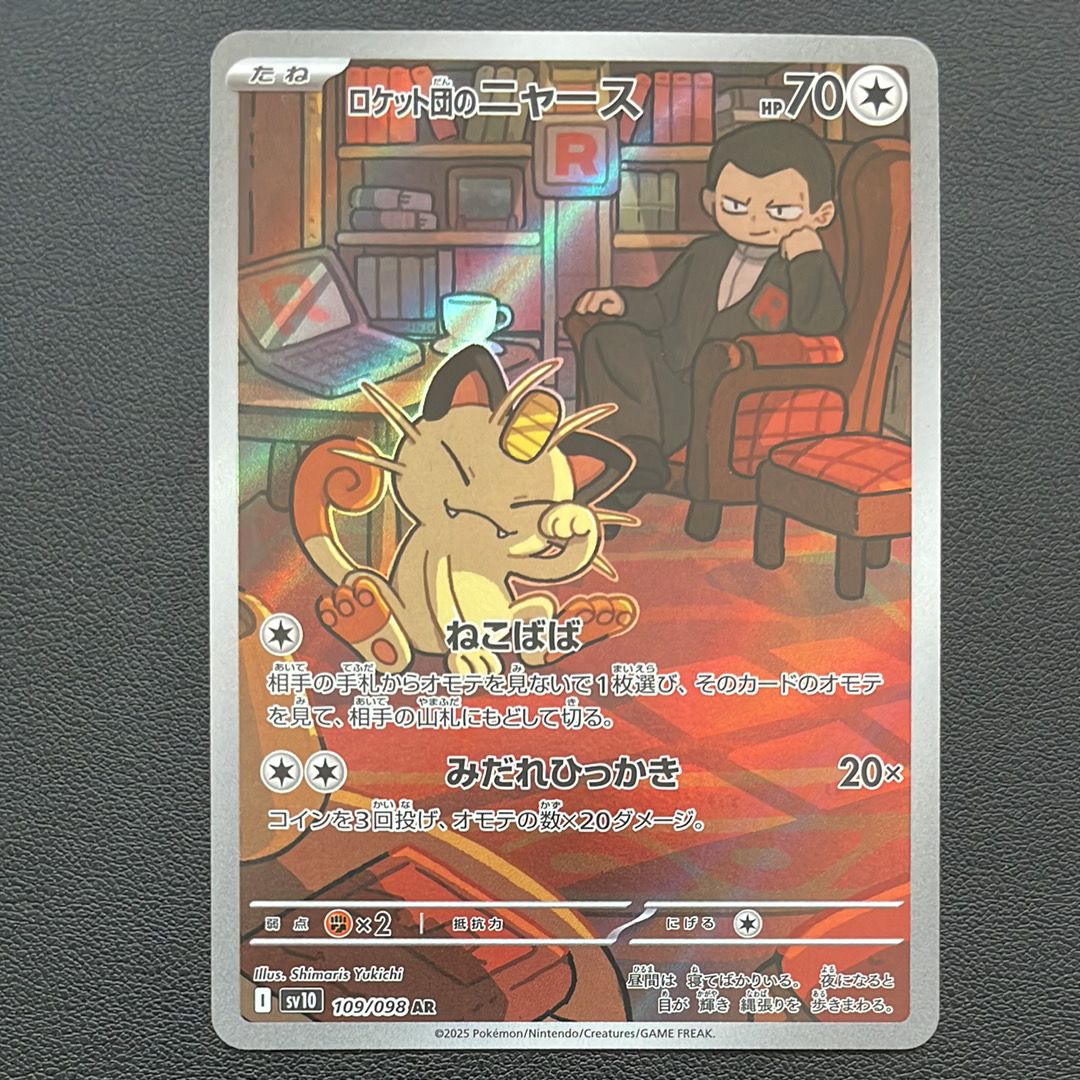 たね
ロケット団のニャース HP70
R
R
R
ねこばば
相手の手札からオモテを見ないで1枚選び、そのカードのオモテ
を見て、相手の山札にもどして切る。
みだれひっかき 20×
コインを3回投げ、オモテの数×20ダメージ。
弱点 ×2 抵抗力 にげる
Illus. Shimaris Yukichi
I sv10 109/098 AR
昼間は 寝てばかりいる。 夜になると
目が 輝き 縄張りを 歩きまわる。
©2025 Pokémon/Nintendo/Creatures/GAME FREAK.